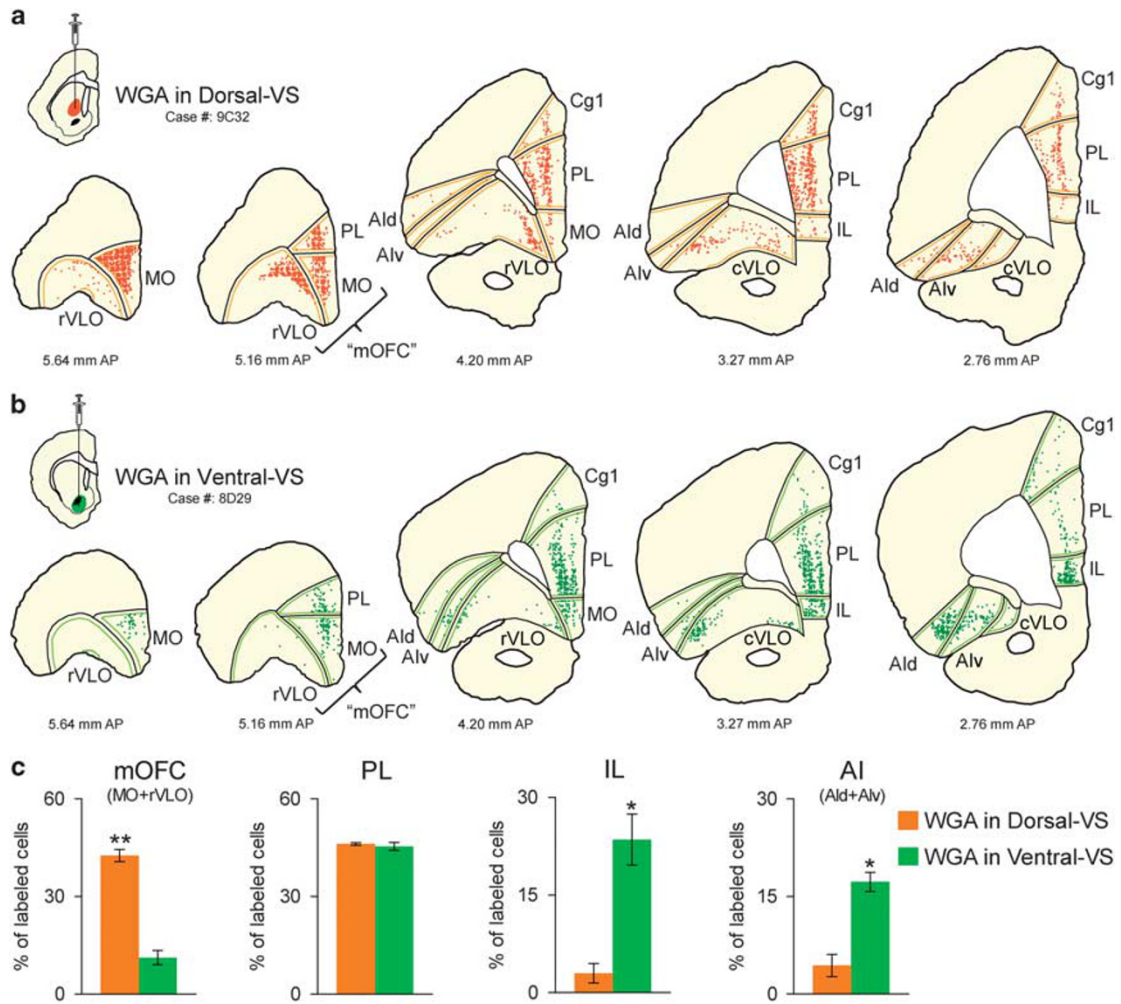 a
WGA in Dorsal-VS
Case #: 9C32
MO
rVLO
5.64 mm AP
PL
MO
rVLO
"mOFC"
5.16 mm AP
Cg1
PL
MO
AId
AIv
rVLO
4.20 mm AP
Cg1
PL
IL
AId
AIv
cVLO
3.27 mm AP
Cg1
PL
IL
AId
AIv
cVLO
2.76 mm AP
b
WGA in Ventral-VS
Case #: 8D29
MO
rVLO
5.64 mm AP
PL
MO
rVLO
"mOFC"
5.16 mm AP
Cg1
PL
MO
AId
AIv
rVLO
4.20 mm AP
Cg1
PL
IL
AId
AIv
cVLO
3.27 mm AP
Cg1
PL
IL
AId
AIv
cVLO
2.76 mm AP
c
mOFC
(MO+rVLO)
% of labeled cells
60
30
0
**
PL
% of labeled cells
60
30
0
IL
% of labeled cells
30
15
0
*
AI
(AId+AIv)
% of labeled cells
30
15
0
*
WGA in Dorsal-VS
WGA in Ventral-VS